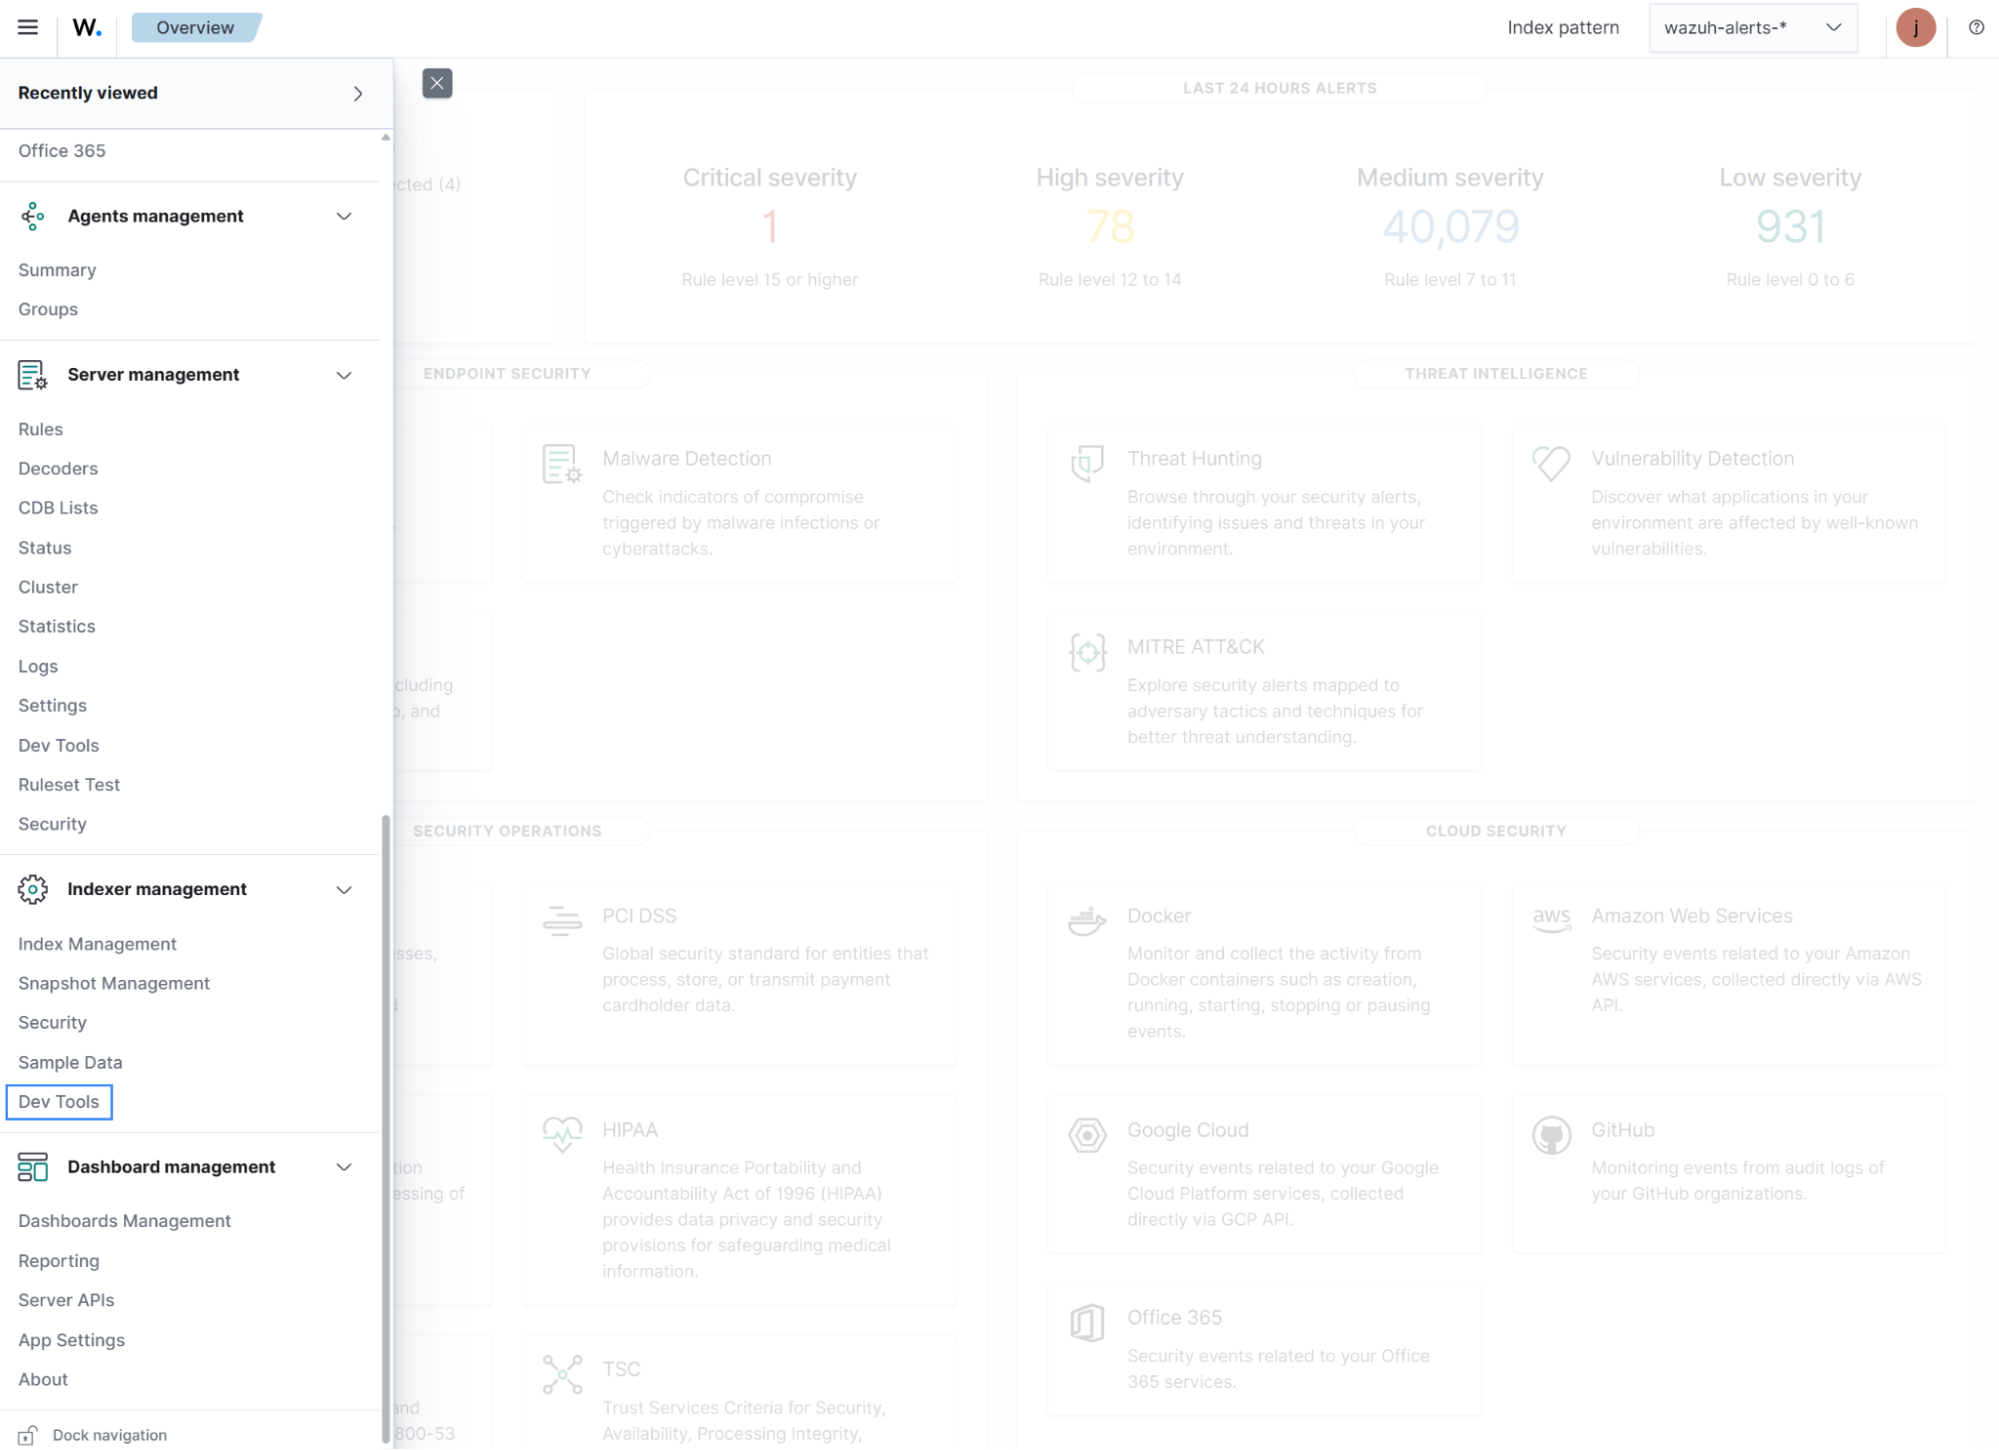 W.
Overview
Index pattern
wazuh-alerts-*
j
Recently viewed
Office 365
Agents management
Summary
Groups
Server management
Rules
Decoders
CDB Lists
Status
Cluster
Statistics
Logs
Settings
Dev Tools
Ruleset Test
Security
Indexer management
Index Management
Snapshot Management
Security
Sample Data
Dev Tools
Dashboard management
Dashboards Management
Reporting
Server APIs
App Settings
About
Dock navigation
(4)
LAST 24 HOURS ALERTS
Critical severity
1
Rule level 15 or higher
High severity
78
Rule level 12 to 14
Medium severity
40,079
Rule level 7 to 11
Low severity
931
Rule level 0 to 6
ENDPOINT SECURITY
Malware Detection
Check indicators of compromise
triggered by malware infections or
cyberattacks.
cluding
and
THREAT INTELLIGENCE
Threat Hunting
Browse through your security alerts,
identifying issues and threats in your
environment.
Vulnerability Detection
Discover what applications in your
environment are affected by well-known
vulnerabilities.
MITRE ATT&CK
Explore security alerts mapped to
adversary tactics and techniques for
better threat understanding.
SECURITY OPERATIONS
sses,
PCI DSS
Global security standard for entities that
process, store, or transmit payment
cardholder data.
tion
essing of
HIPAA
Health Insurance Portability and
Accountability Act of 1996 (HIPAA)
provides data privacy and security
provisions for safeguarding medical
information.
and
800-53
TSC
Trust Services Criteria for Security,
Availability, Processing Integrity,
CLOUD SECURITY
Docker
Monitor and collect the activity from
Docker containers such as creation,
running, starting, stopping or pausing
events.
aws
Amazon Web Services
Security events related to your Amazon
AWS services, collected directly via AWS
API.
Google Cloud
Security events related to your Google
Cloud Platform services, collected
directly via GCP API.
GitHub
Monitoring events from audit logs of
your GitHub organizations.
Office 365
Security events related to your Office
365 services.